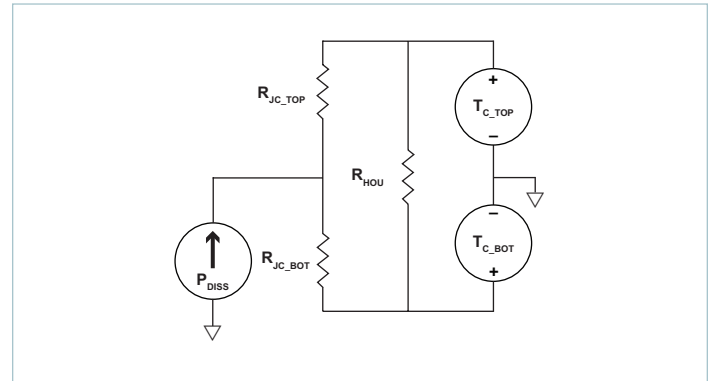 R_JC_TOP
+
T_C_TOP
–
R_HOU
–
T_C_BOT
+
R_JC_BOT
P_DISS